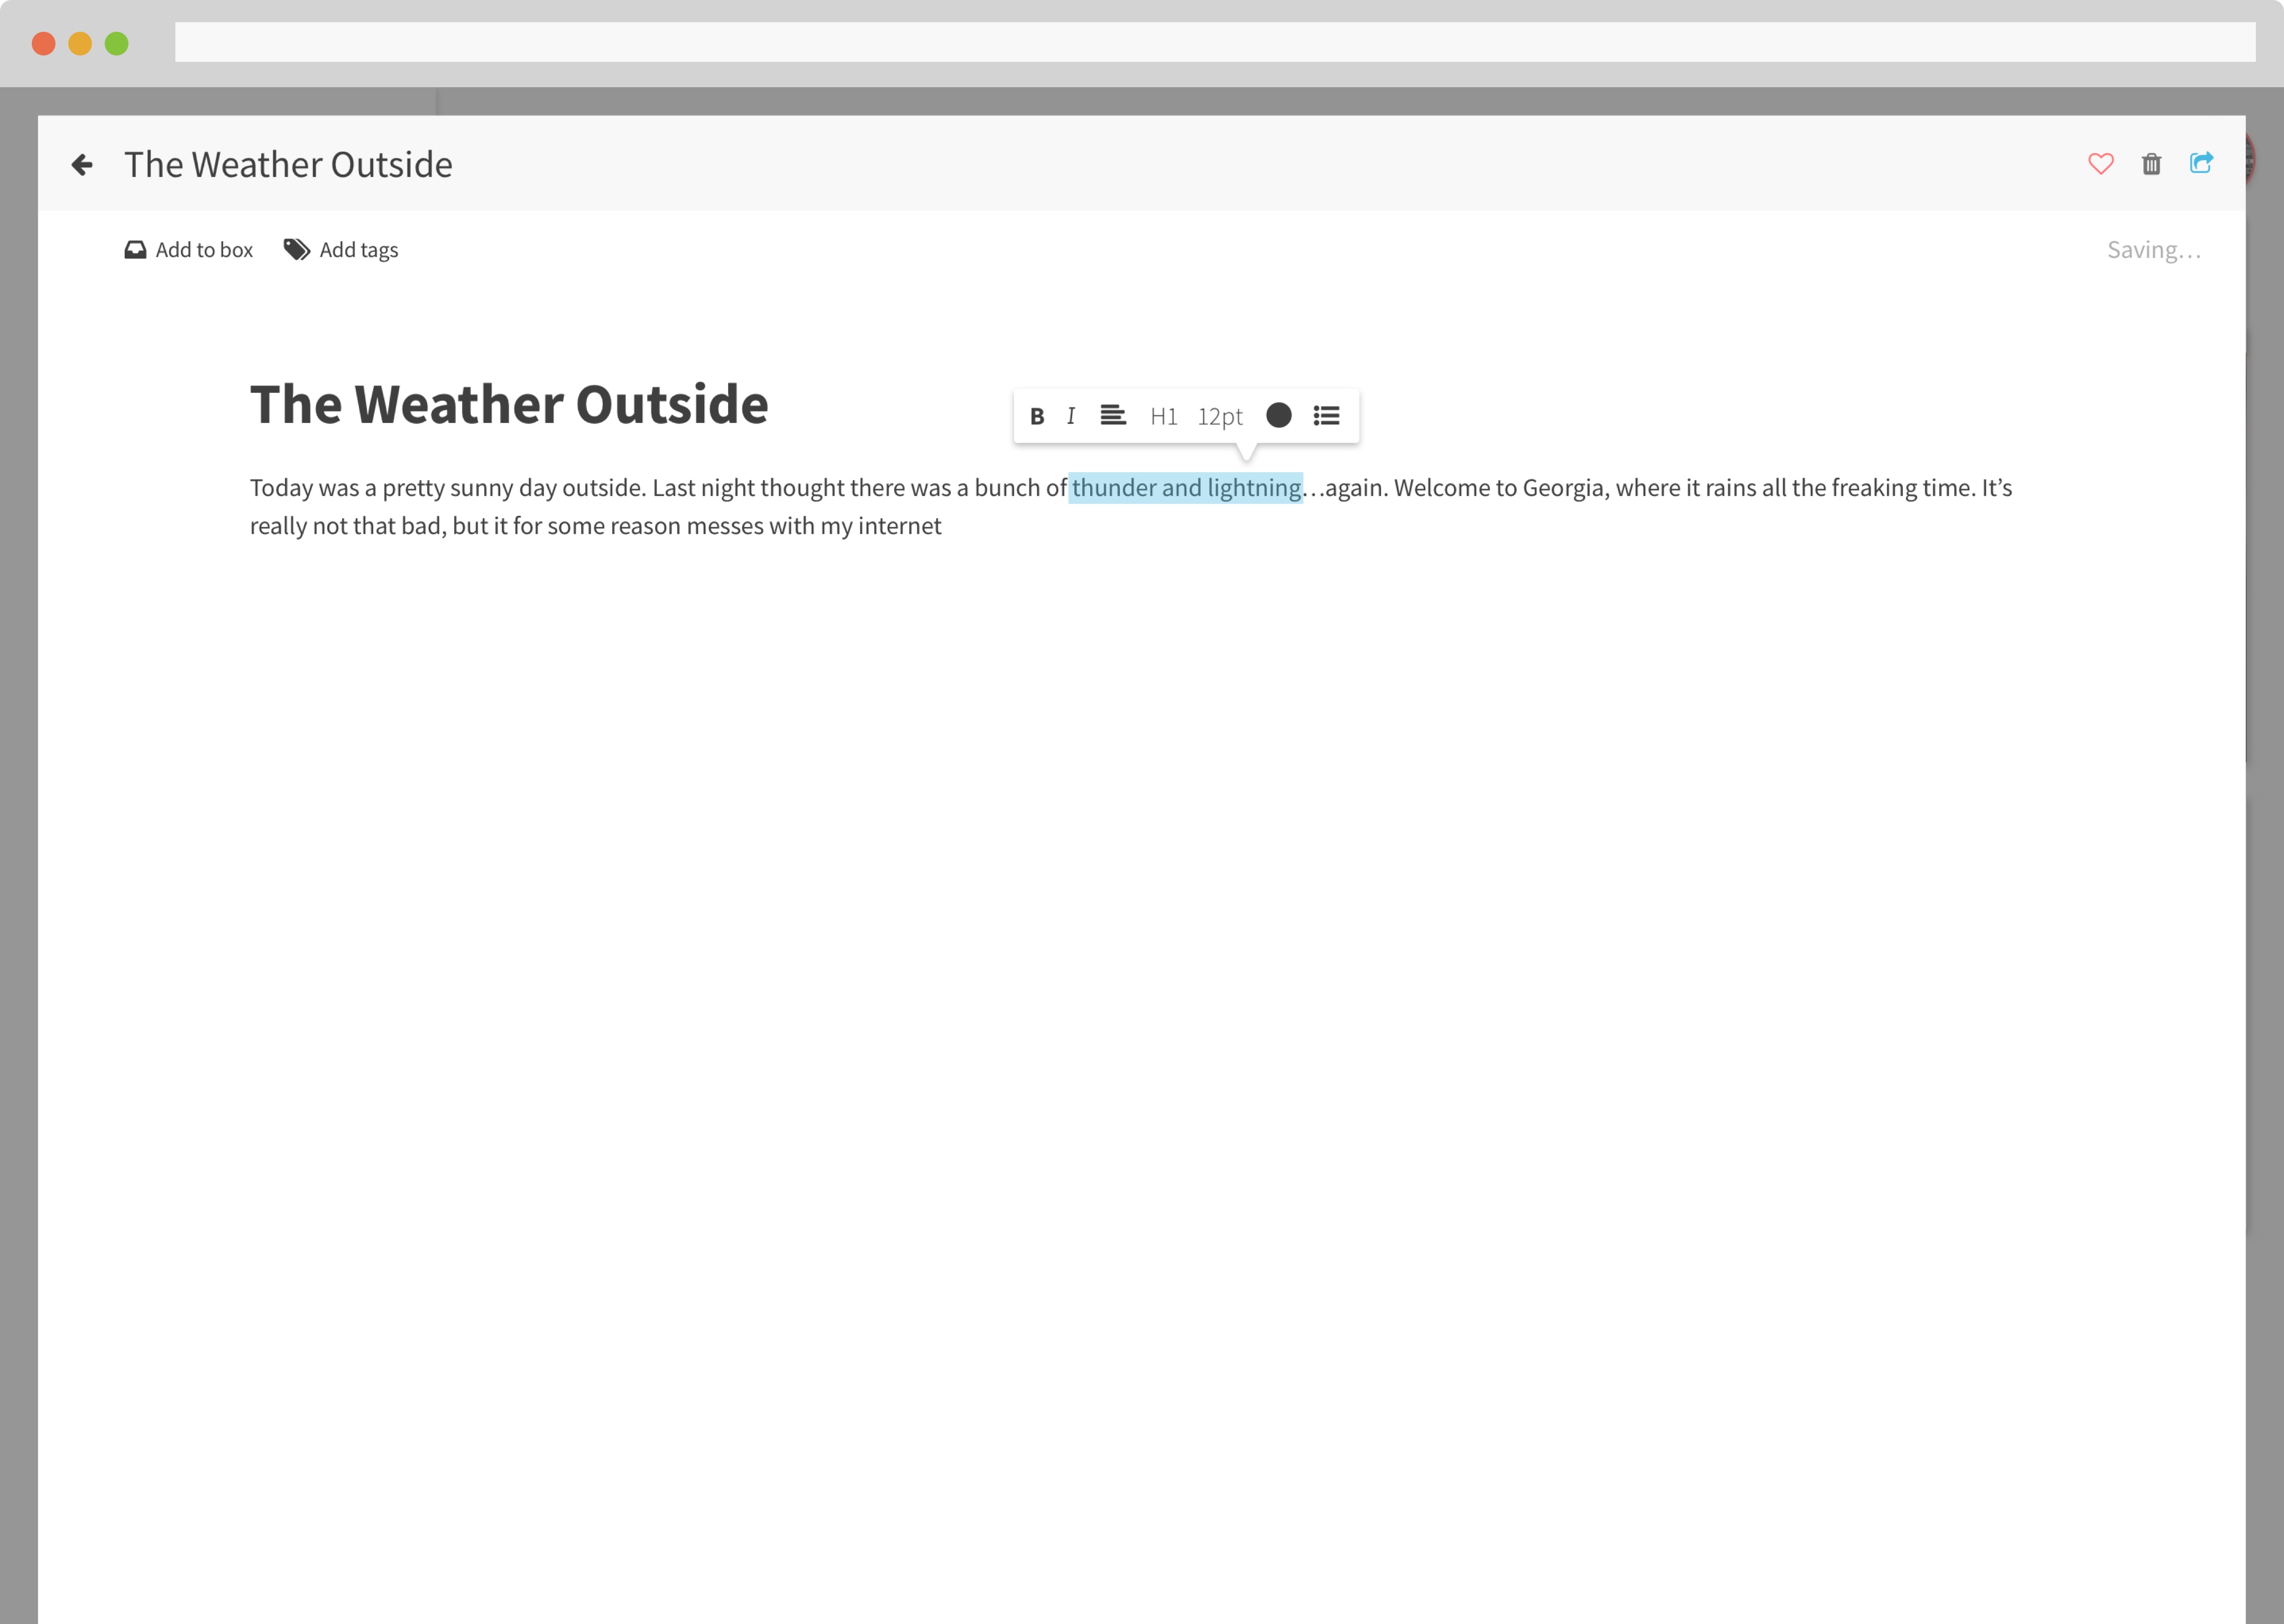 The Weather Outside
Add to box Add tags Saving…
The Weather Outside
B I H1 12pt
Today was a pretty sunny day outside. Last night thought there was a bunch of thunder and lightning…again. Welcome to Georgia, where it rains all the freaking time. It’s
really not that bad, but it for some reason messes with my internet